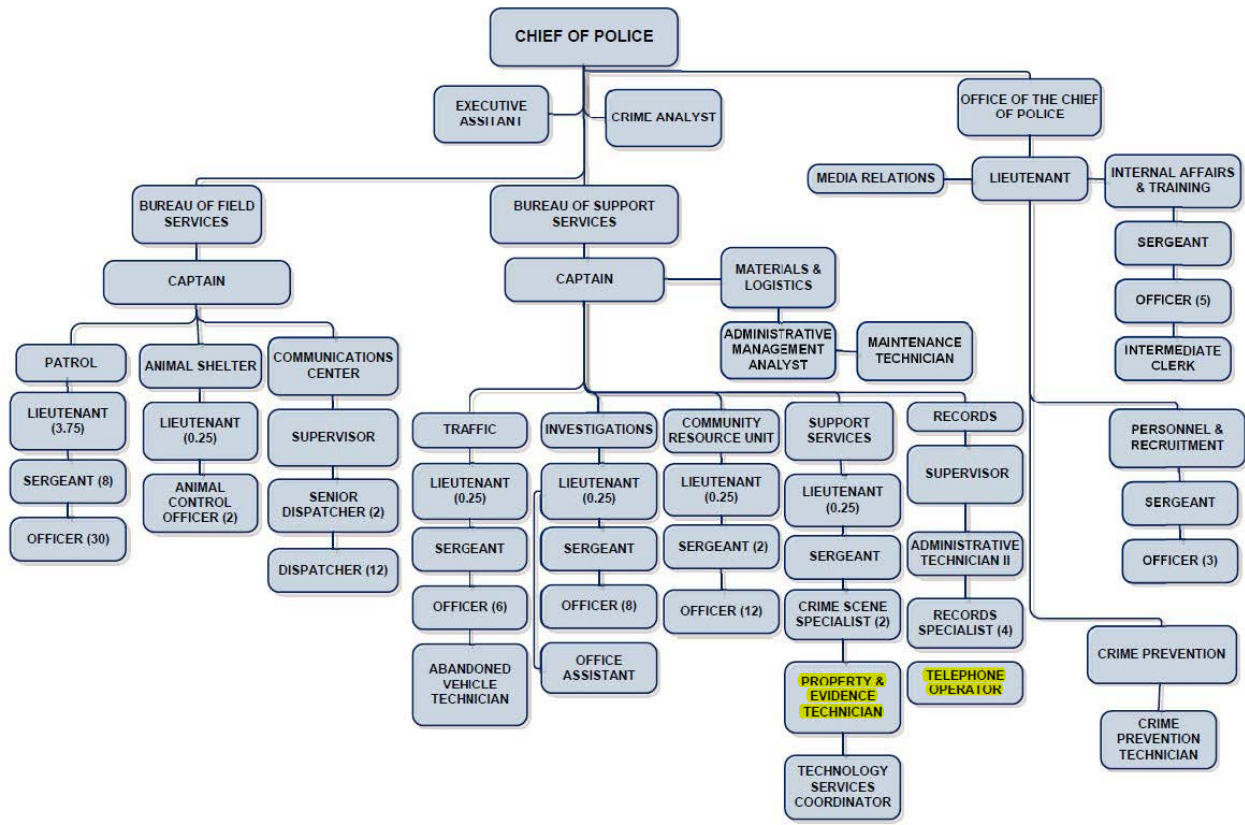 CHIEF OF POLICE
EXECUTIVE
ASSITANT
CRIME ANALYST
OFFICE OF THE CHIEF
OF POLICE
MEDIA RELATIONS
LIEUTENANT
INTERNAL AFFAIRS
& TRAINING
SERGEANT
OFFICER (5)
INTERMEDIATE
CLERK
BUREAU OF FIELD
SERVICES
CAPTAIN
BUREAU OF SUPPORT
SERVICES
CAPTAIN
MATERIALS &
LOGISTICS
ADMINISTRATIVE
MANAGEMENT
ANALYST
MAINTENANCE
TECHNICIAN
PATROL
LIEUTENANT
(3.75)
SERGEANT (8)
OFFICER (30)
ANIMAL SHELTER
LIEUTENANT
(0.25)
ANIMAL
CONTROL
OFFICER (2)
COMMUNICATIONS
CENTER
SUPERVISOR
SENIOR
DISPATCHER (2)
DISPATCHER (12)
TRAFFIC
LIEUTENANT
(0.25)
SERGEANT
OFFICER (6)
ABANDONED
VEHICLE
TECHNICIAN
INVESTIGATIONS
LIEUTENANT
(0.25)
SERGEANT
OFFICER (8)
OFFICE
ASSISTANT
COMMUNITY
RESOURCE UNIT
LIEUTENANT
(0.25)
SERGEANT (2)
OFFICER (12)
SUPPORT
SERVICES
LIEUTENANT
(0.25)
SERGEANT
CRIME SCENE
SPECIALIST (2)
PROPERTY &
EVIDENCE
TECHNICIAN
TECHNOLOGY
SERVICES
COORDINATOR
RECORDS
SUPERVISOR
ADMINISTRATIVE
TECHNICIAN II
RECORDS
SPECIALIST (4)
TELEPHONE
OPERATOR
PERSONNEL &
RECRUITMENT
SERGEANT
OFFICER (3)
CRIME PREVENTION
CRIME
PREVENTION
TECHNICIAN